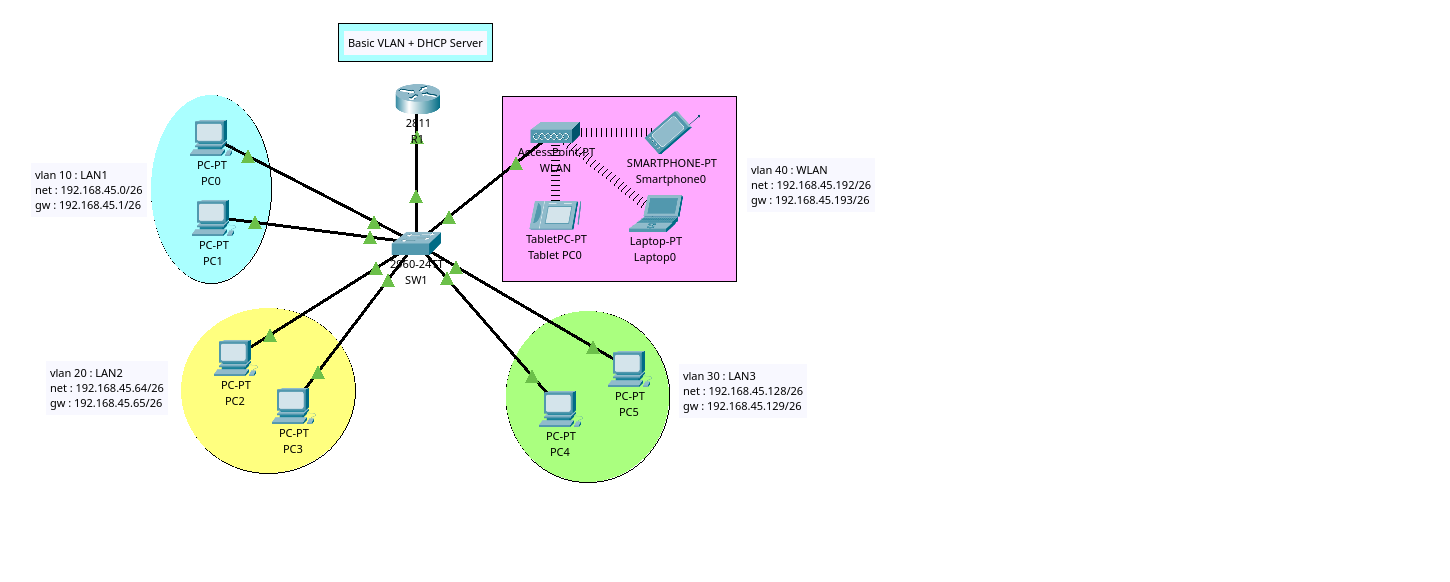 Basic VLAN + DHCP Server
2811
R1
PC-PT
PC0
PC-PT
PC1
vlan 10 : LAN1
net : 192.168.45.0/26
gw : 192.168.45.1/26
AccessPoint-PT
WLAN
SMARTPHONE-PT
Smartphone0
TabletPC-PT
Tablet PC0
Laptop-PT
Laptop0
vlan 40 : WLAN
net : 192.168.45.192/26
gw : 192.168.45.193/26
2960-24TT
SW1
vlan 20 : LAN2
net : 192.168.45.64/26
gw : 192.168.45.65/26
PC-PT
PC2
PC-PT
PC3
PC-PT
PC5
PC-PT
PC4
vlan 30 : LAN3
net : 192.168.45.128/26
gw : 192.168.45.129/26